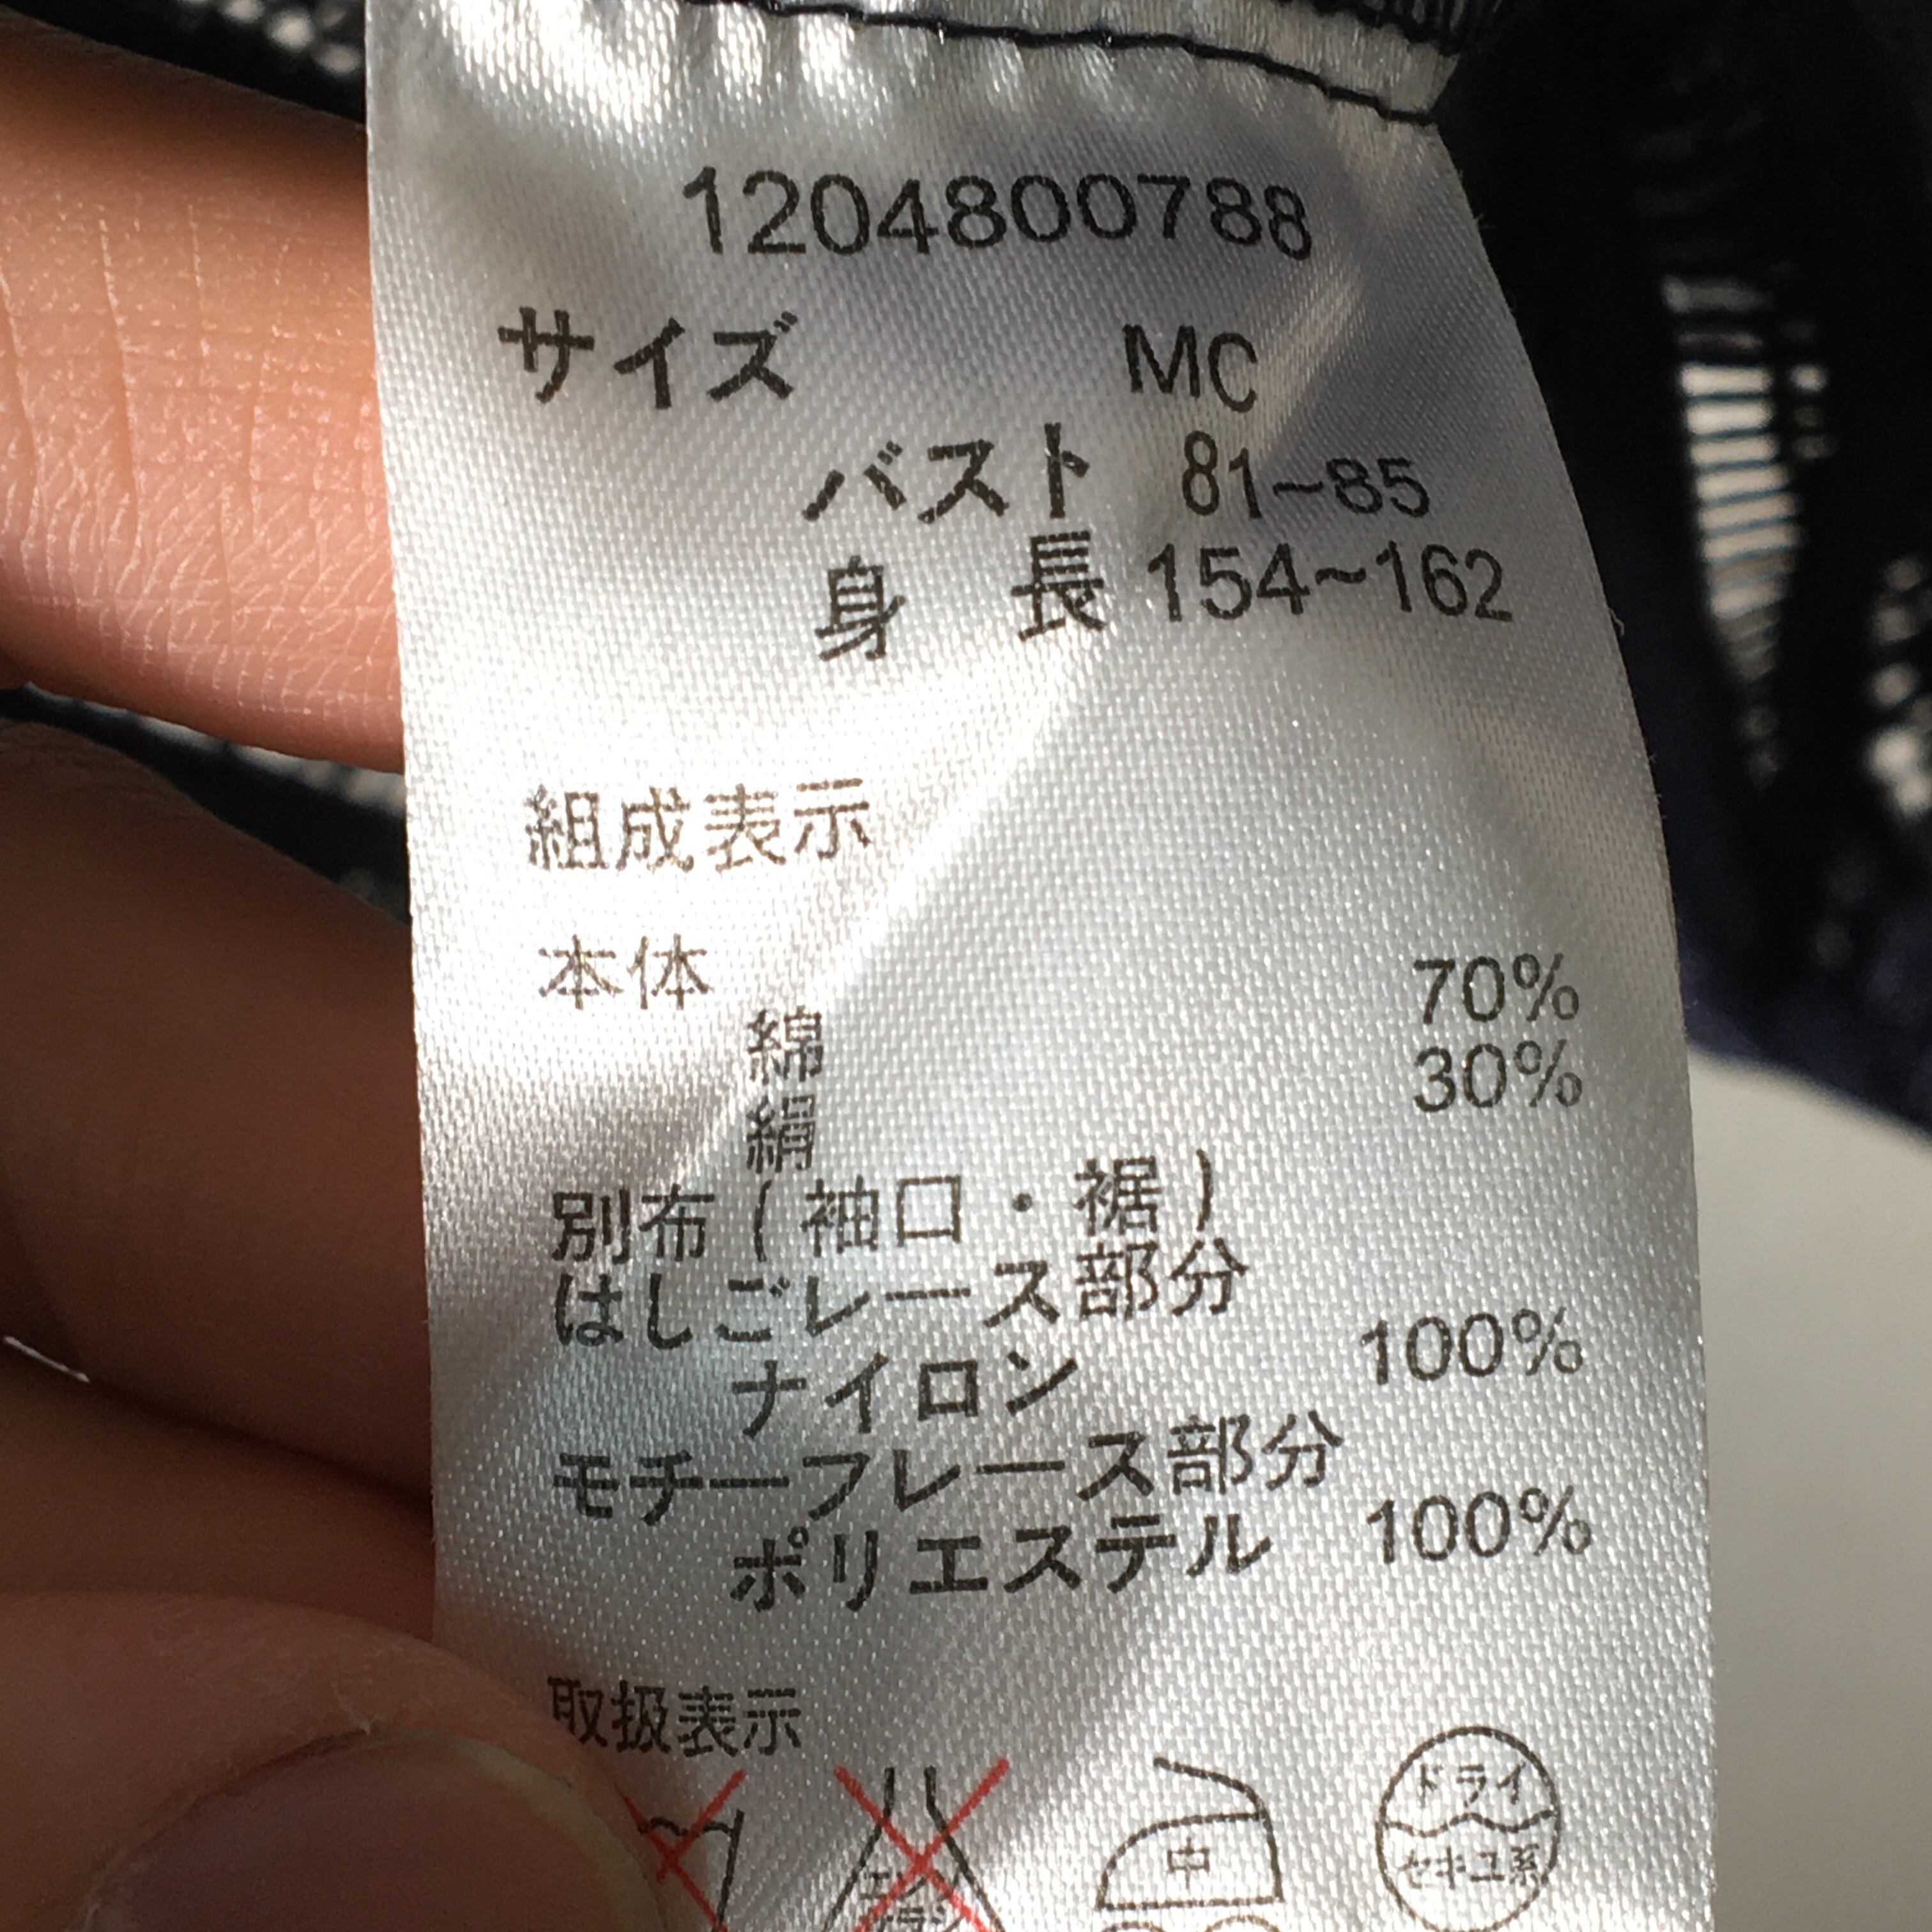 1204800788
サイズ MC
バスト 81~85
身長 154~162
組成表示
本体
綿 70%
絹 30%
別布(袖口・裾)
はしごレース部分
ナイロン 100%
モチーフレース部分
ポリエステル 100%
取扱表示
中
ドライ
セキユ系